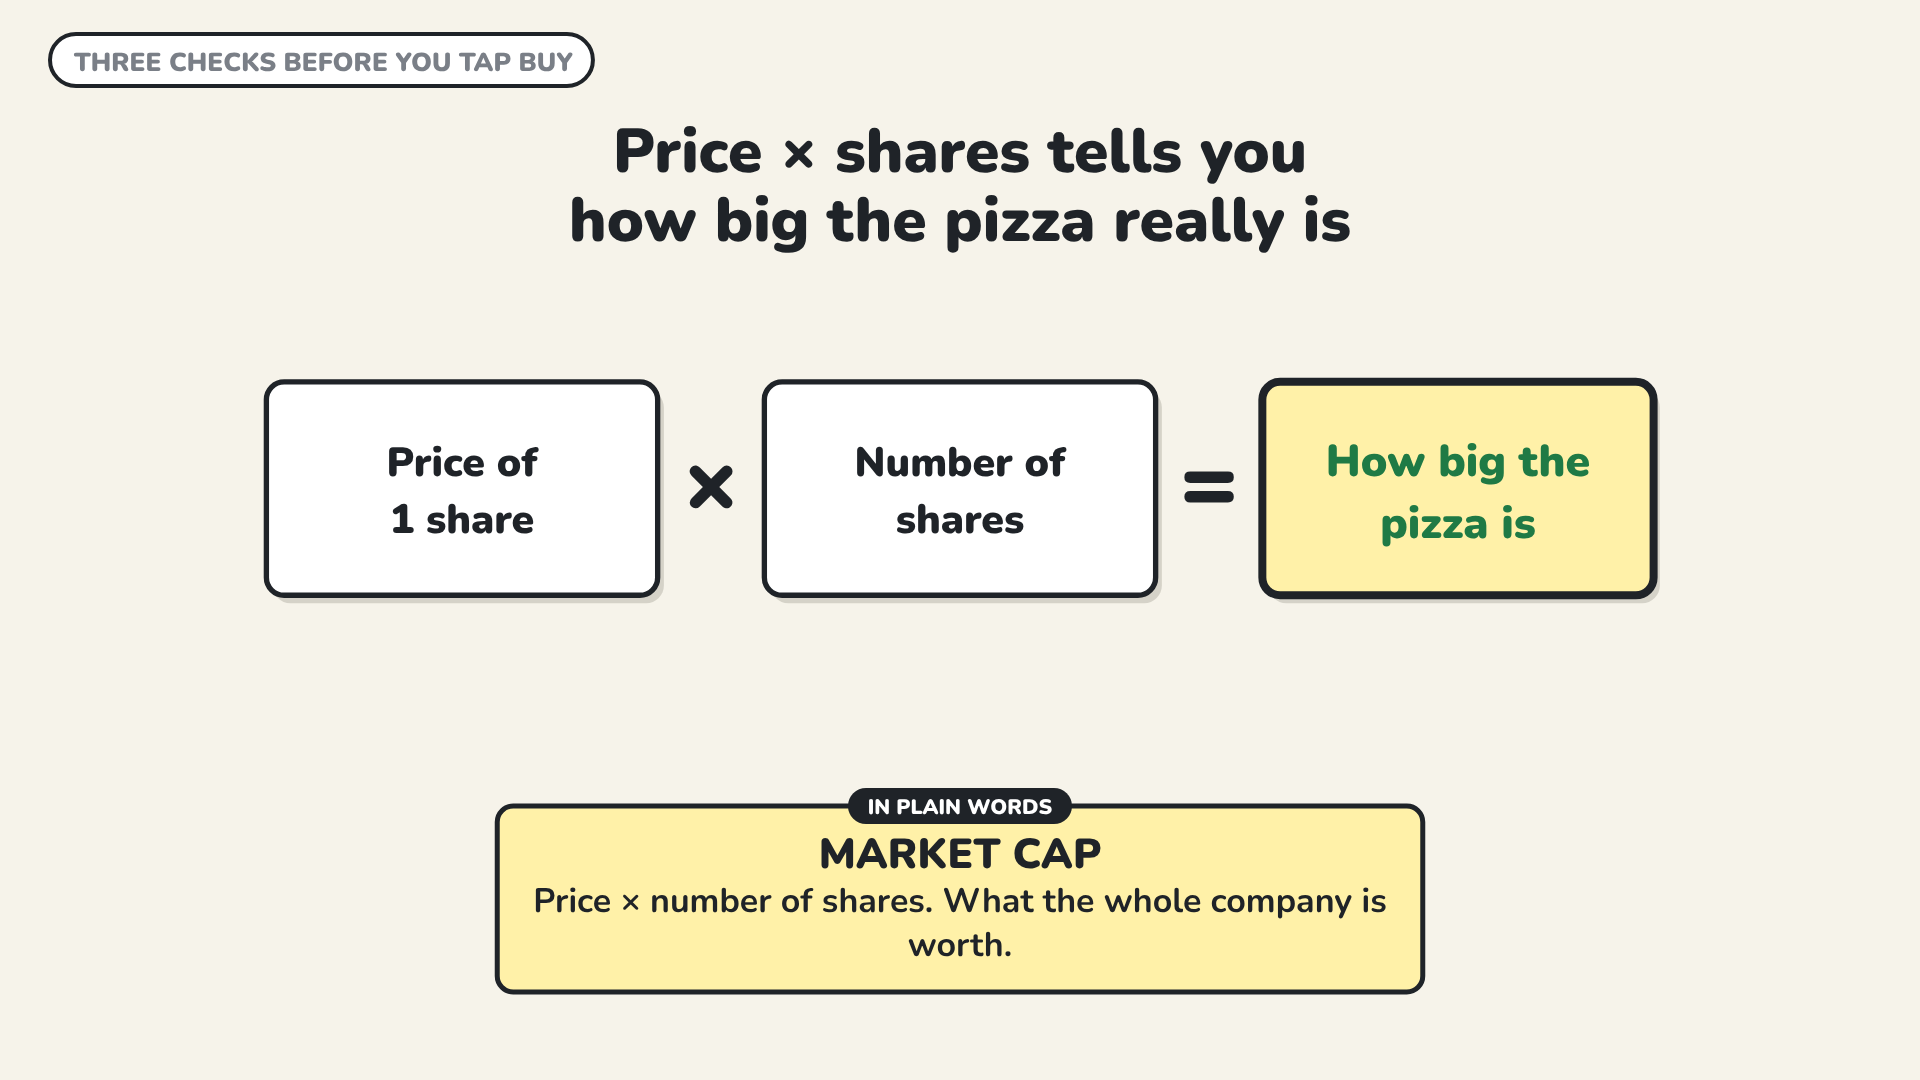 THREE CHECKS BEFORE YOU TAP BUY
Price × shares tells you
how big the pizza really is
Price of
1 share
×
Number of
shares
=
How big the
pizza is
IN PLAIN WORDS
MARKET CAP
Price × number of shares. What the whole company is
worth.